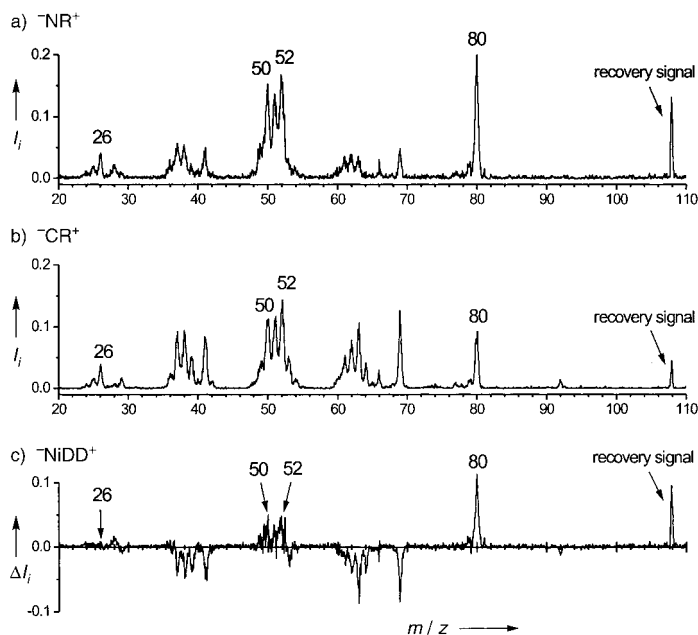 a) ⁻NR⁺
0.2
0.1
0.0
I_i
26
50
52
80
recovery signal
20 30 40 50 60 70 80 90 100 110
b) ⁻CR⁺
0.2
0.1
0.0
I_i
26
50
52
80
recovery signal
20 30 40 50 60 70 80 90 100 110
c) ⁻NiDD⁺
0.1
0.0
-0.1
ΔI_i
26
50
52
80
recovery signal
m / z